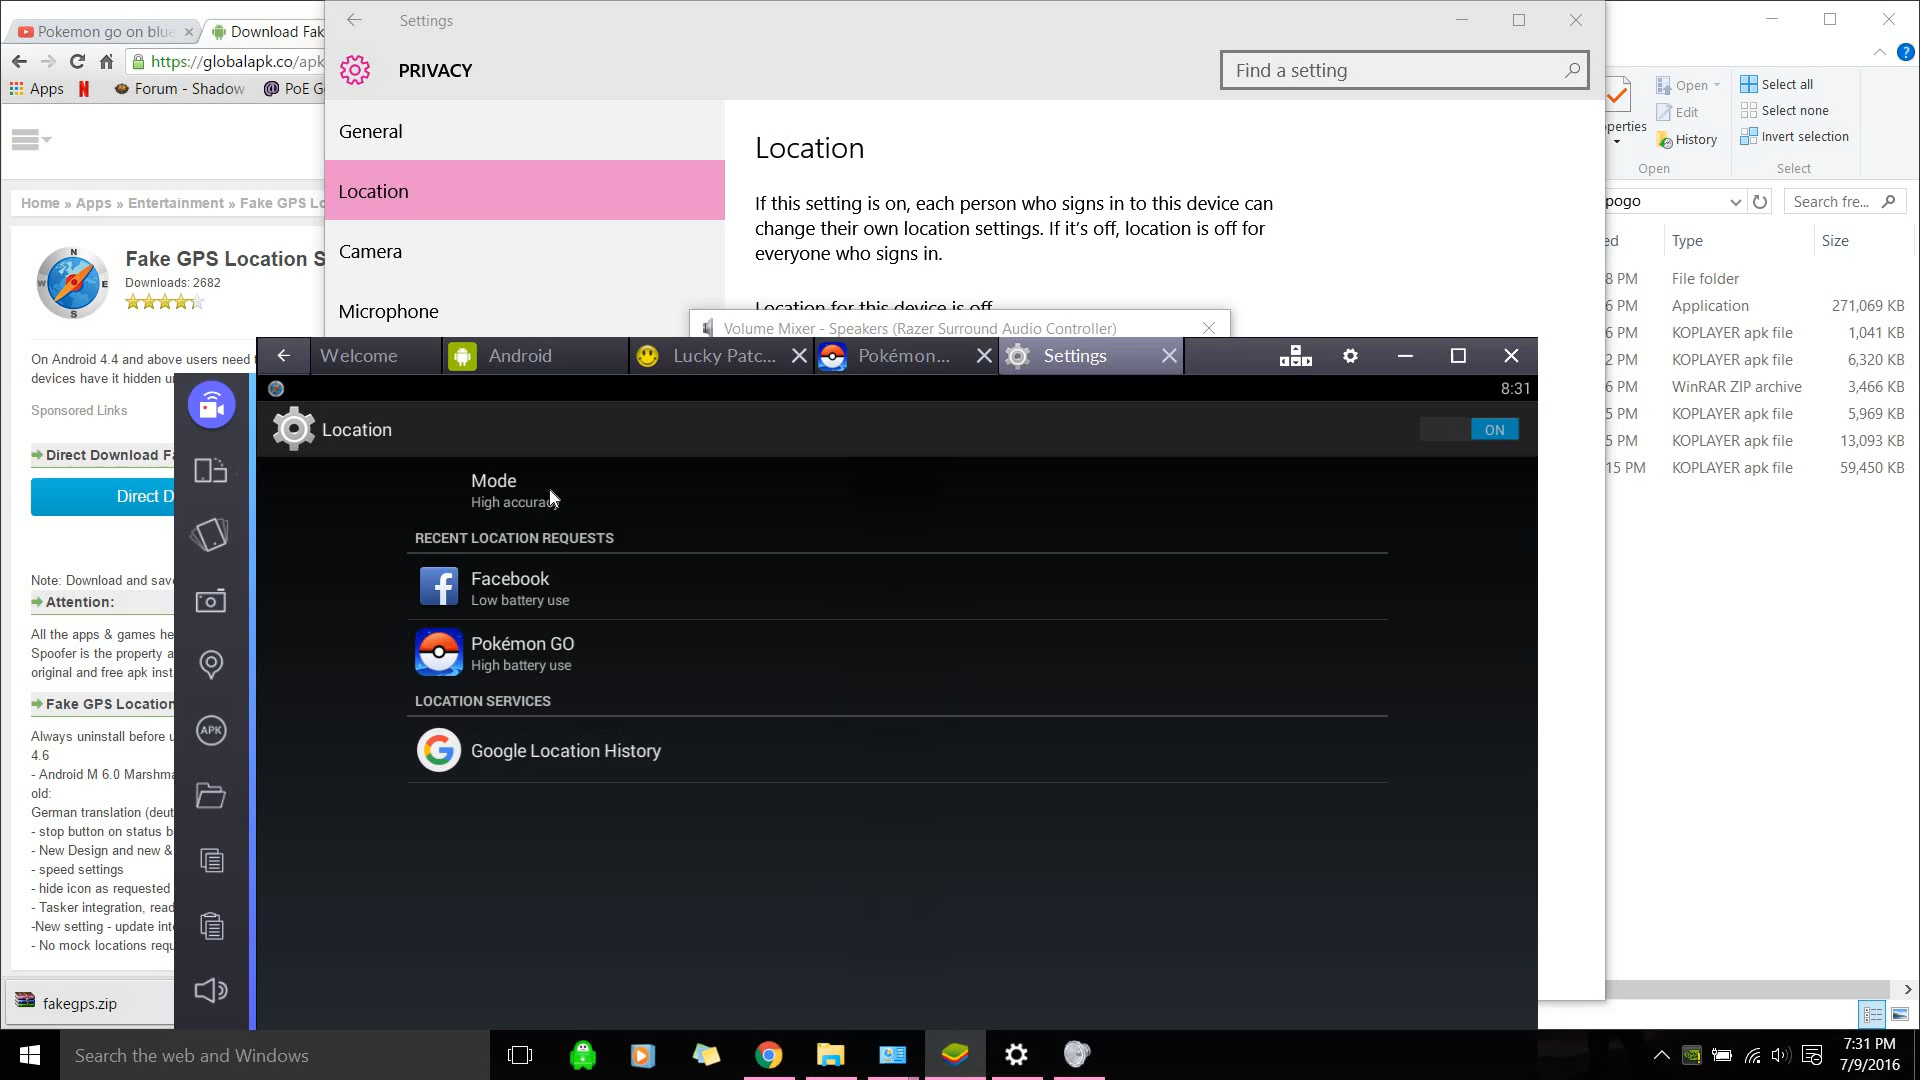 Pokemon go on blue
Download Fak
https://globalapk.co/apk
Apps
Forum - Shadow
PoE G
Home » Apps » Entertainment » Fake GPS Lo
Fake GPS Location S
Downloads: 2682
On Android 4.4 and above users need t
devices have it hidden u
Sponsored Links
Direct Download Fa
Direct D
Note: Download and save
Attention:
All the apps & games he
Spoofer is the property a
original and free apk inst
Fake GPS Location
Always uninstall before u
4.6
- Android M 6.0 Marshma
old:
German translation (deut
- stop button on status b
- New Design and new &
- speed settings
- hide icon as requested
- Tasker integration, read
-New setting - update inte
- No mock locations requ
fakegps.zip
Settings
PRIVACY
Find a setting
General
Location
Camera
Microphone
Location
If this setting is on, each person who signs in to this device can
change their own location settings. If it's off, location is off for
everyone who signs in.
Location for this device is off
Volume Mixer - Speakers (Razer Surround Audio Controller)
Welcome
Android
Lucky Patc...
Pokémon...
Settings
8:31
Location
ON
Mode
High accuracy
RECENT LOCATION REQUESTS
Facebook
Low battery use
Pokémon GO
High battery use
LOCATION SERVICES
Google Location History
APK
Open
Edit
History
perties
Open
Select all
Select none
Invert selection
Select
pogo
Search fre...
ed Type Size
8 PM File folder
6 PM Application 271,069 KB
6 PM KOPLAYER apk file 1,041 KB
2 PM KOPLAYER apk file 6,320 KB
6 PM WinRAR ZIP archive 3,466 KB
5 PM KOPLAYER apk file 5,969 KB
5 PM KOPLAYER apk file 13,093 KB
15 PM KOPLAYER apk file 59,450 KB
Search the web and Windows
7:31 PM
7/9/2016